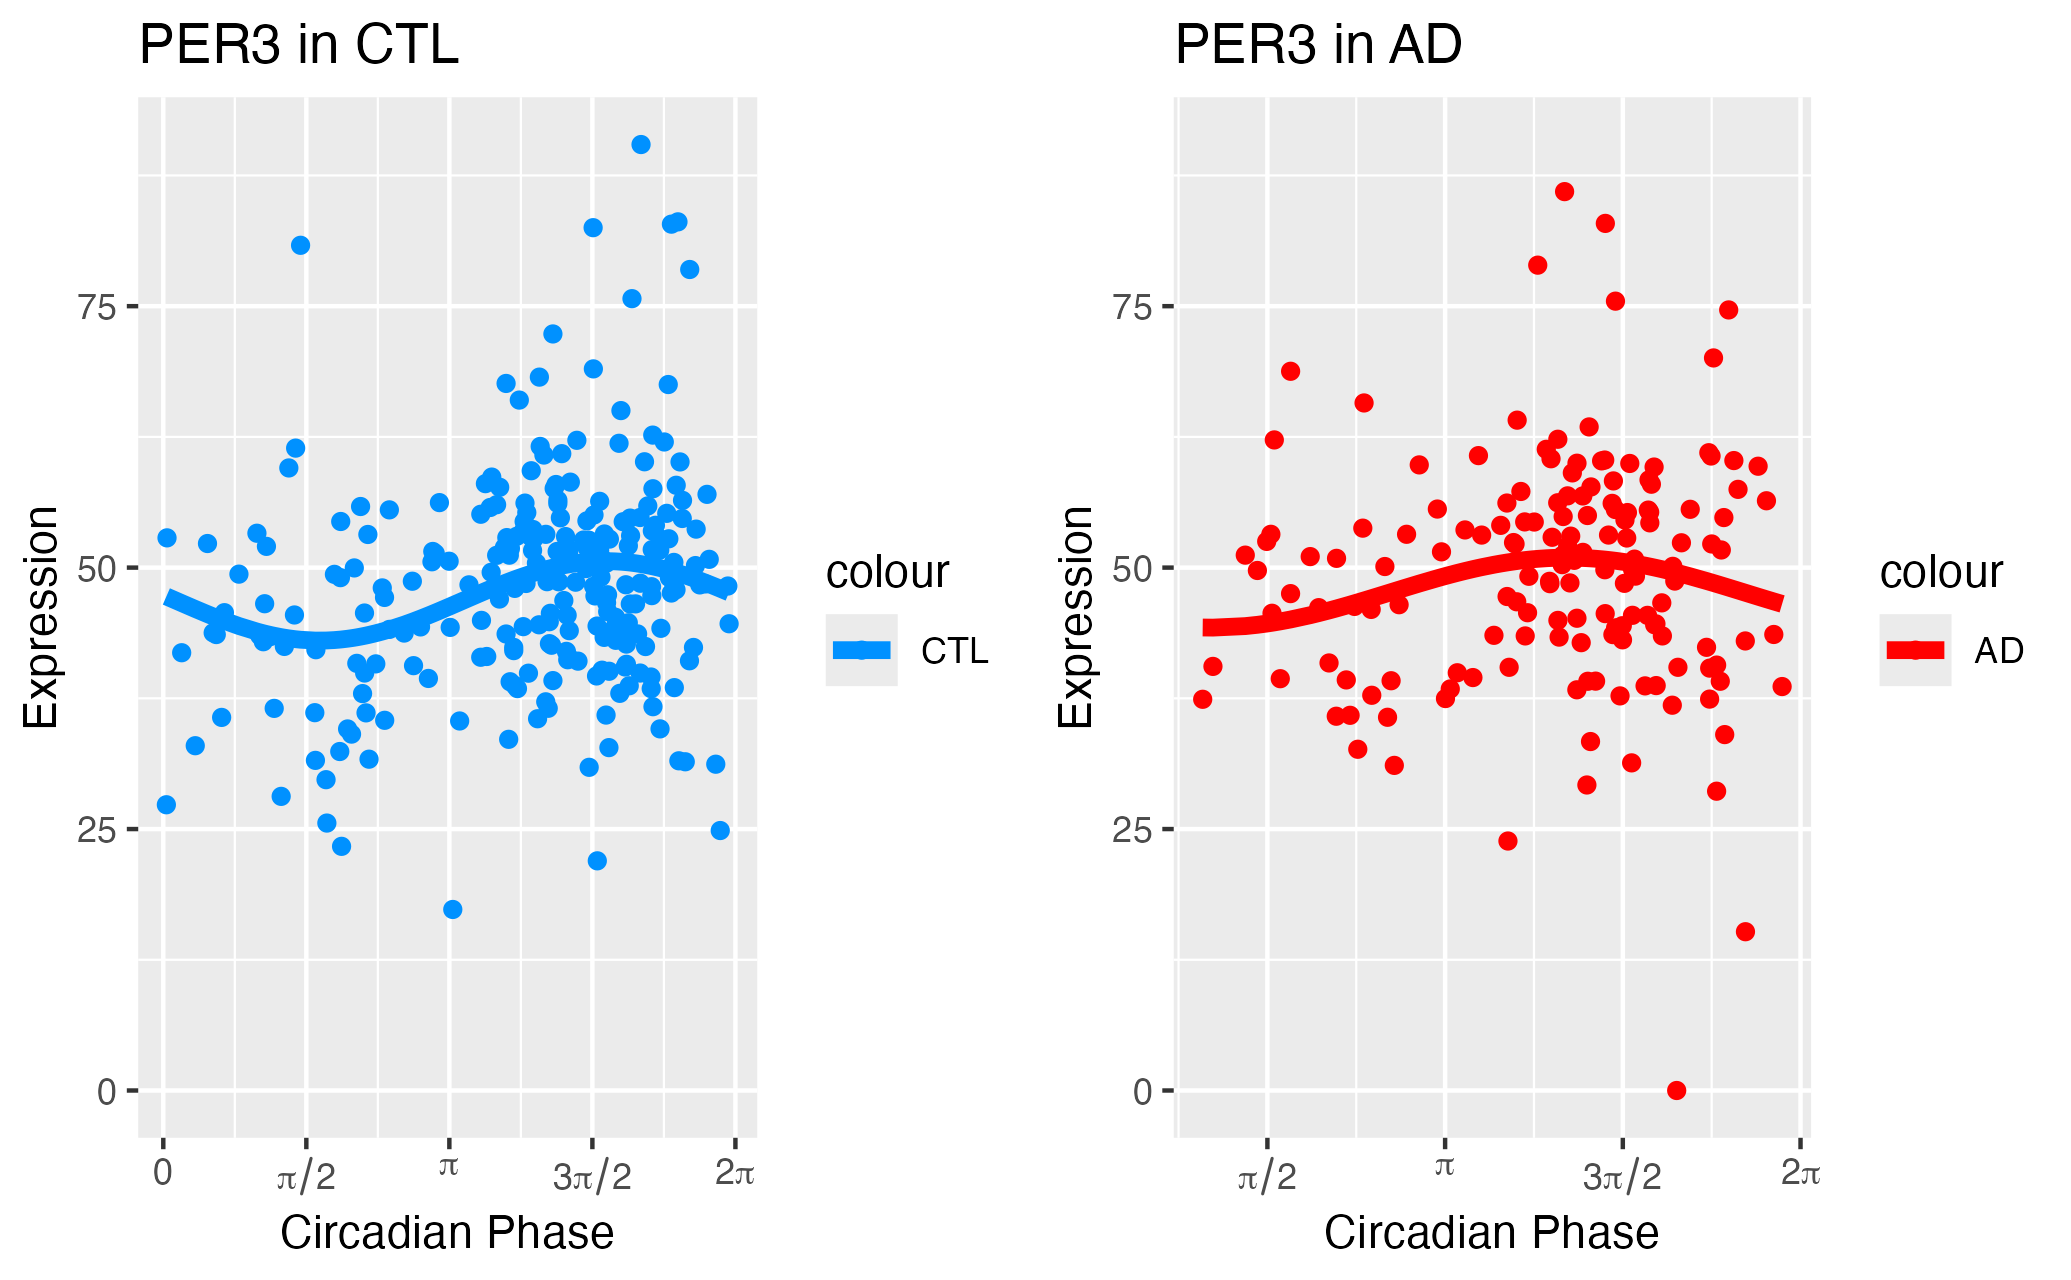 PER3 in CTL
75
50
25
0
Expression
0 π/2 π 3π/2 2π
Circadian Phase
colour
CTL
PER3 in AD
75
50
25
0
Expression
π/2 π 3π/2 2π
Circadian Phase
colour
AD